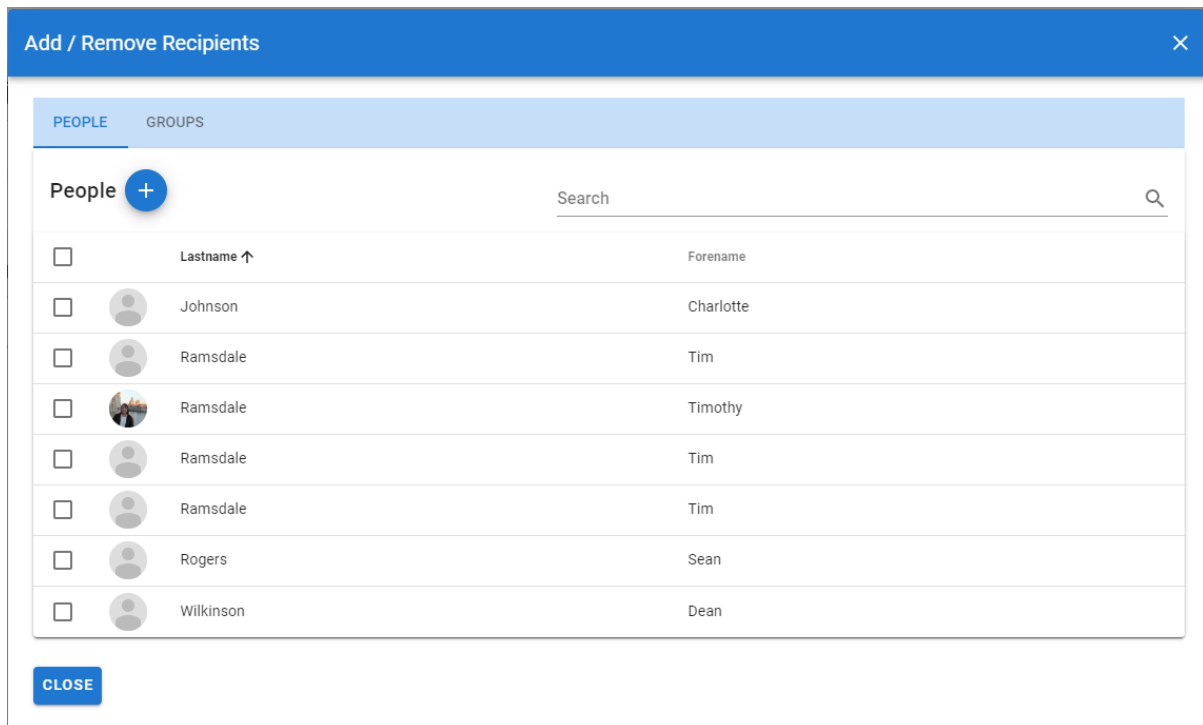 Add / Remove Recipients
PEOPLE GROUPS
People
Search
Lastname Forename
Johnson Charlotte
Ramsdale Tim
Ramsdale Timothy
Ramsdale Tim
Ramsdale Tim
Rogers Sean
Wilkinson Dean
CLOSE